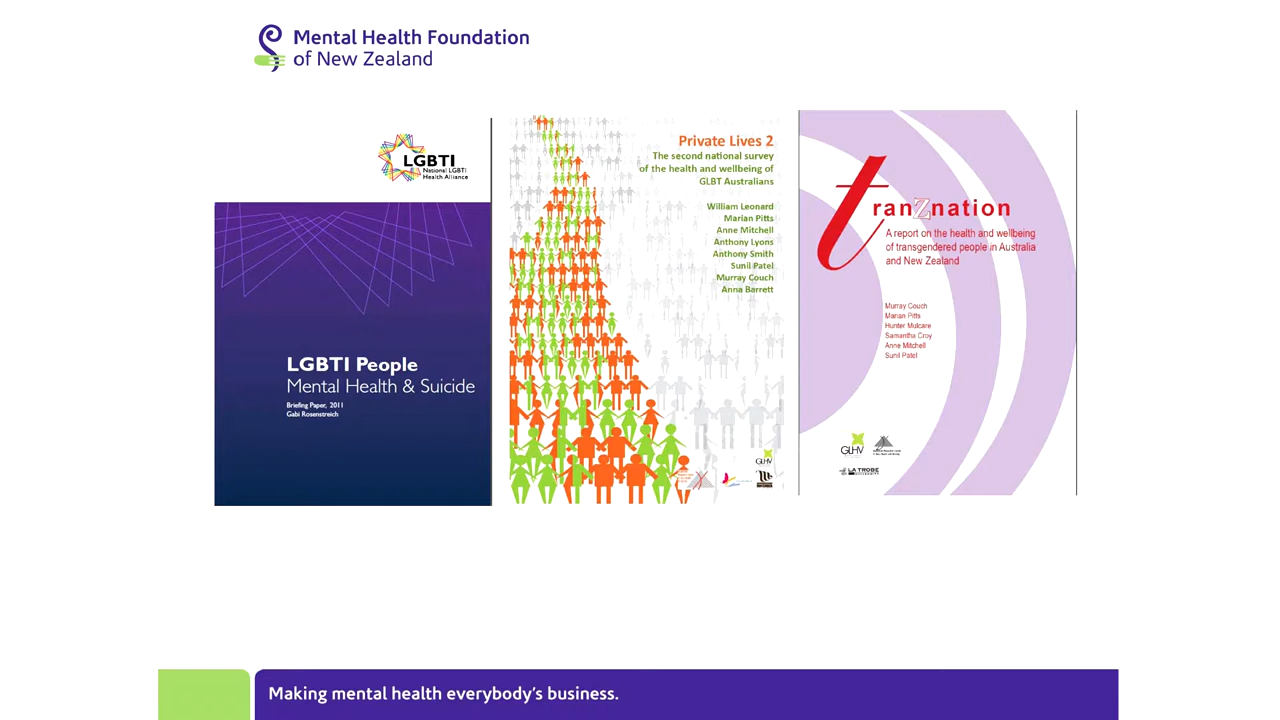 Mental Health Foundation
of New Zealand
LGBTI
National LGBTI
Health Alliance
LGBTI People
Mental Health & Suicide
Briefing Paper, 2011
Gabi Rosenstreich
Private Lives 2
The second national survey
of the health and wellbeing of
GLBT Australians
William Leonard
Marian Pitts
Anne Mitchell
Anthony Lyons
Anthony Smith
Sunil Patel
Murray Couch
Anna Barrett
GLHV
tranZnation
A report on the health and wellbeing
of transgendered people in Australia
and New Zealand
Murray Couch
Marian Pitts
Hunter Mulcare
Samantha Croy
Anne Mitchell
Sunil Patel
GLHV
LA TROBE
UNIVERSITY
Making mental health everybody's business.